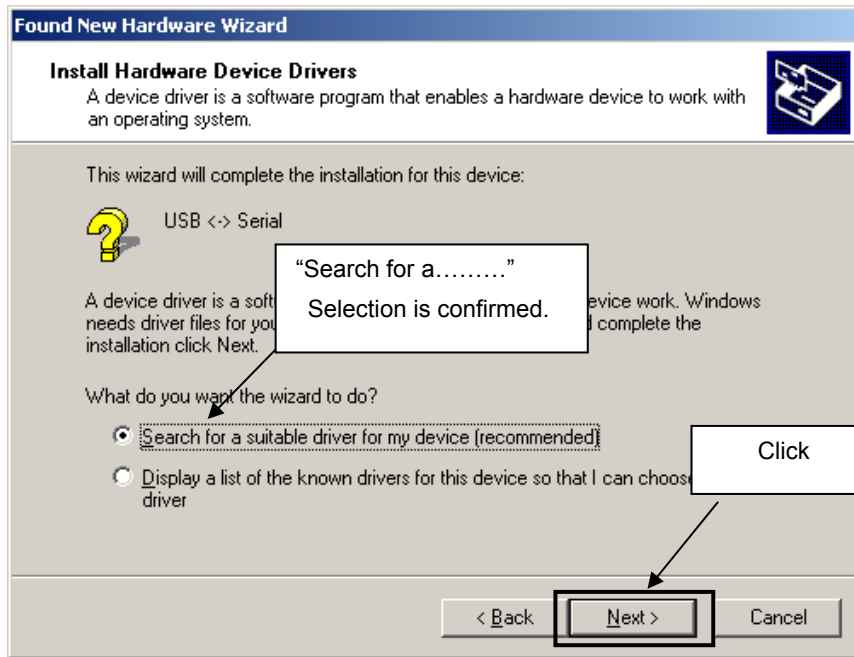 Found New Hardware Wizard
Install Hardware Device Drivers
A device driver is a software program that enables a hardware device to work with
an operating system.
This wizard will complete the installation for this device:
USB <-> Serial
“Search for a………”
Selection is confirmed.
A device driver is a evice work. Windows
needs driver files for complete the
installation click Next.
What do you want the wizard to do?
Search for a suitable driver for my device (recommended)
Click
Display a list of the known drivers for this device so that I can
driver
< Back Next > Cancel